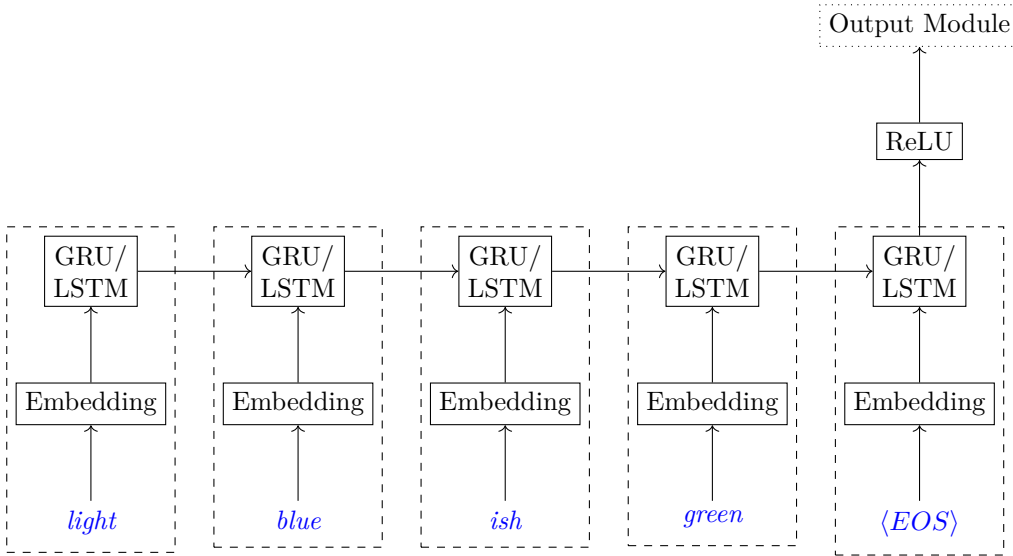 Output Module
ReLU
GRU/ GRU/ GRU/ GRU/ GRU/
LSTM LSTM LSTM LSTM LSTM
Embedding Embedding Embedding Embedding Embedding
light blue ish green ⟨EOS⟩